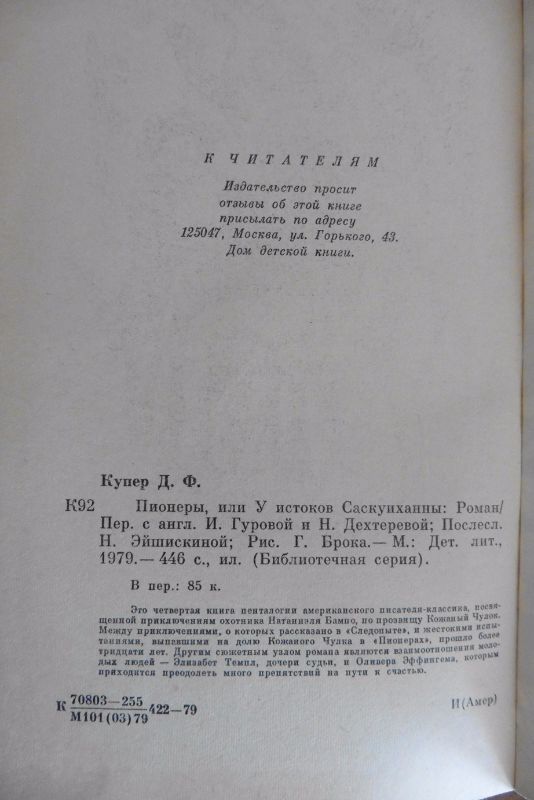 К ЧИТАТЕЛЯМ
Издательство просит
отзывы об этой книге
присылать по адресу
125047, Москва, ул. Горького, 43.
Дом детской книги.
Купер Д. Ф.
К92 Пионеры, или У истоков Саскуиханны: Роман/
Пер. с англ. И. Гуровой и Н. Дехтеревой; Послесл.
Н. Эйшискиной; Рис. Г. Брока.— М.: Дет. лит.,
1979.— 446 с., ил. (Библиотечная серия).
В пер.: 85 к.
Это четвертая книга пенталогии американского писателя-классика, посвя-
щенной приключениям охотника Натаниэля Бампо, по прозвищу Кожаный Чулок.
Между приключениями, о которых рассказано в «Следопыте», и жестокими испы-
таниями, выпавшими на долю Кожаного Чулка в «Пионерах», прошло более
тридцати лет. Другим сюжетным узлом романа являются взаимоотношения моло-
дых людей — Элизабет Темпл, дочери судьи, и Оливера Эффингема, которым
приходится преодолеть много препятствий на пути к счастью.
К 70803—255
М101(03)79 422—79
И(Амер)